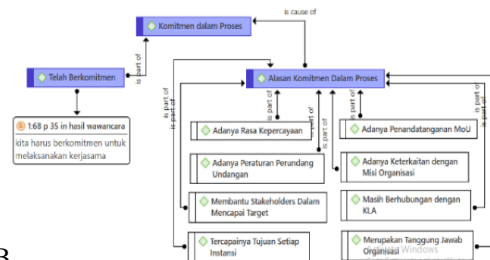 is cause of
Komitmen dalam Proses
is part of
Telah Berkomitmen
Alasan Komitmen Dalam Proses
is part of
is part of
is part of
is part of
is part of
1:68 p 35 in hasil wawancara
kita harus berkomitmen untuk
melaksanakan kerjasama
Adanya Rasa Kepercayaan
Adanya Penandatanganan MoU
Adanya Peraturan Perundang
Undangan
Adanya Keterkaitan dengan
Misi Organisasi
Membantu Stakeholders Dalam
Mencapai Target
Masih Berhubungan dengan
KLA
Tercapainya Tujuan Setiap
Instansi
Merupakan Tanggung Jawab
Organisasi
Windows
B